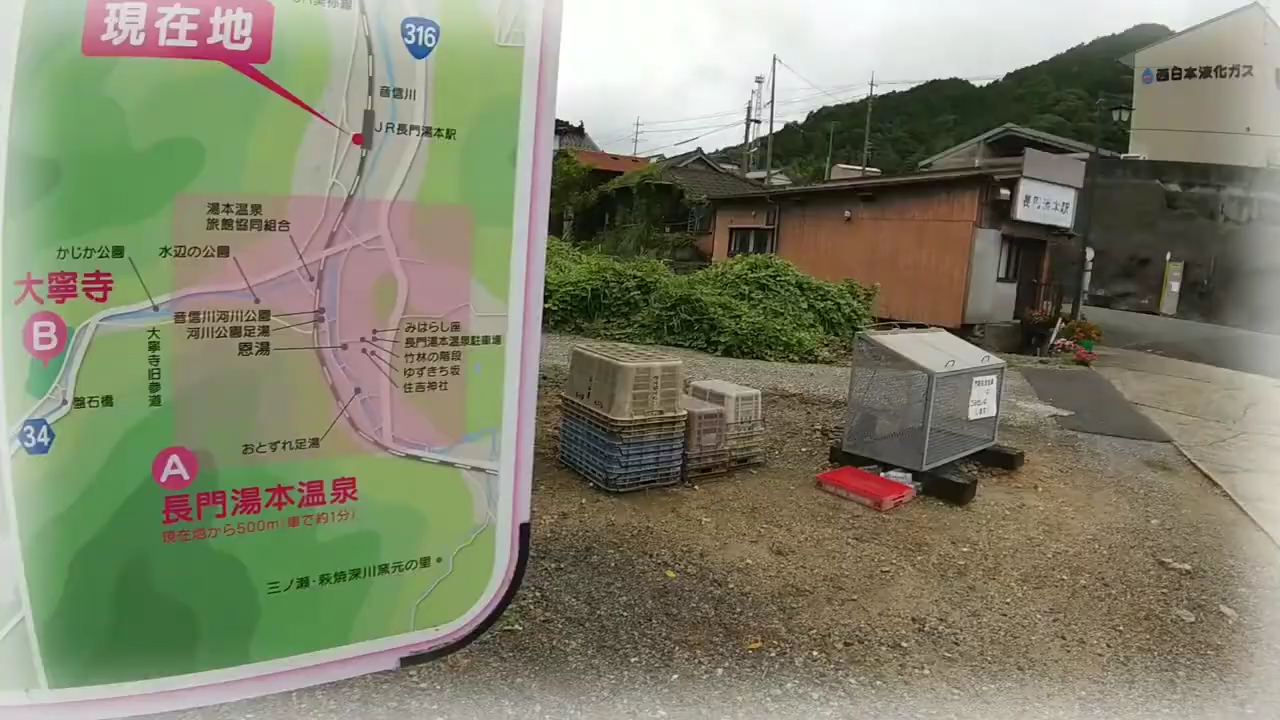 現在地
316
音信川
JR長門湯本駅
湯本温泉
旅館協同組合
かじか公園
水辺の公園
大寧寺
B
音信川河川公園
河川公園足湯
恩湯
大寧寺旧参道
みはらし座
長門湯本温泉駐車場
竹林の階段
ゆずきち坂
住吉神社
盤石橋
34
おとずれ足湯
A
長門湯本温泉
現在地から500m(車で約1分)
三ノ瀬・萩焼深川窯元の里
西日本液化ガス
長門湯本駅